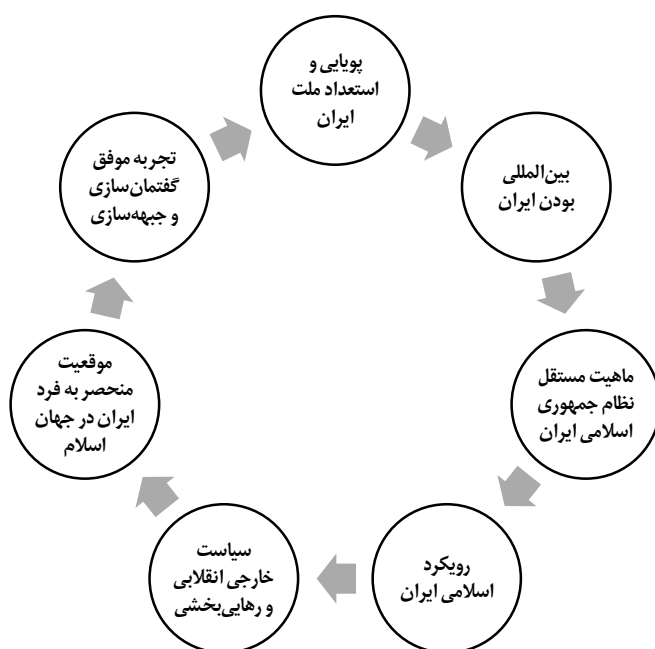 پویایی و
استعداد ملت
ایران
بین‌المللی
بودن ایران
ماهیت مستقل
نظام جمهوری
اسلامی ایران
رویکرد
اسلامی ایران
سیاست
خارجی انقلابی
و رهایی‌بخشی
موقعیت
منحصر به فرد
ایران در جهان
اسلام
تجربه موفق
گفتمان‌سازی
و جبهه‌سازی